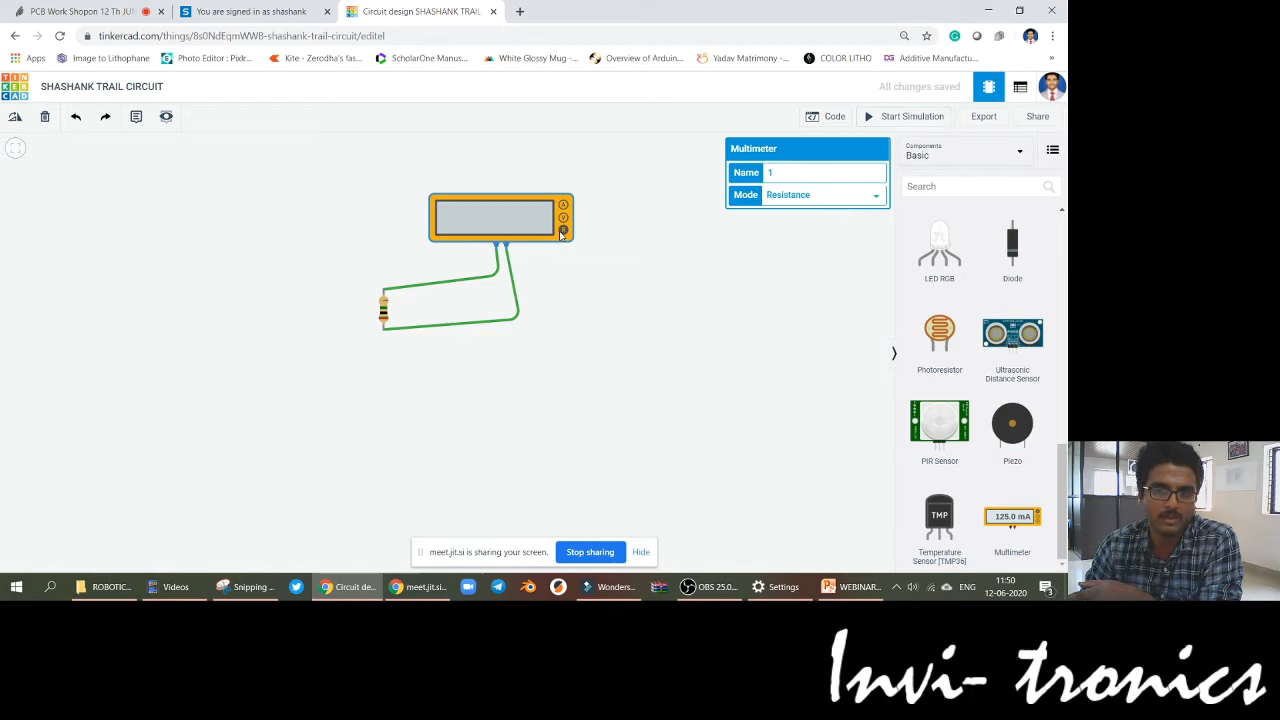 PCB Work Shopon 12 Th JUN
You are signed in as shashank
Circuit design SHASHANK TRAIL
tinkercad.com/things/8s0NdEqmWWB-shashank-trail-circuit/editel
Apps
Image to Lithophane
Photo Editor : Pixlr...
Kite - Zerodha's fas...
ScholarOne Manus...
White Glossy Mug -...
Overview of Arduin...
Yadav Matrimony -...
COLOR LITHO
Additive Manufactu...
TIN
KER
CAD
SHASHANK TRAIL CIRCUIT
All changes saved
Code
Start Simulation
Export
Share
Multimeter
Name 1
Mode Resistance
A
V
R
Components
Basic
Search
LED RGB
Diode
Photoresistor
Ultrasonic
Distance Sensor
PIR Sensor
Piezo
TMP
125.0 mA
Temperature
Sensor [TMP36]
Multimeter
meet.jit.si is sharing your screen.
Stop sharing
Hide
ROBOTIC...
Videos
Snipping ...
Circuit de...
meet.jit.si...
Wonders...
OBS 25.0...
Settings
WEBINAR...
ENG
11:50
12-06-2020
3
Invi- tronics